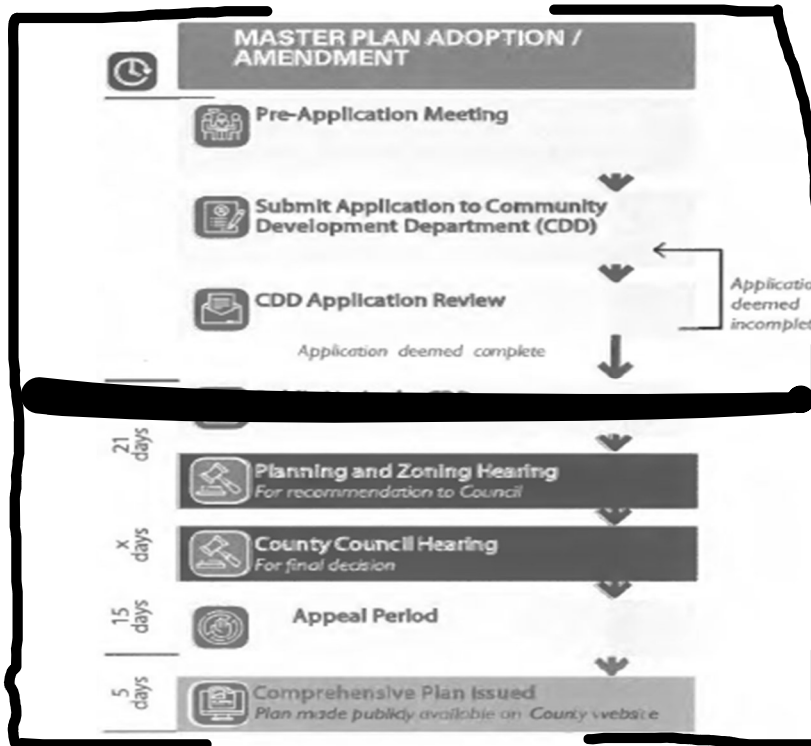 MASTER PLAN ADOPTION /
AMENDMENT
Pre-Application Meeting
Submit Application to Community
Development Department (CDD)
CDD Application Review
deemed
Application deemed complete
21
days
Planning and Zoning Hearing
For recommendation to Council
x
days
County Council Hearing
For final decision
15
days
Appeal Period
5
days
Comprehensive Plan Issued
Plan made publicly available on County website